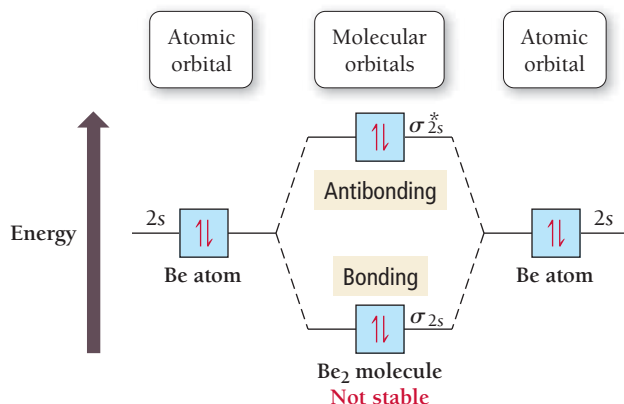 Atomic
orbital
Molecular
orbitals
Atomic
orbital
Energy
σ*2s
Antibonding
2s
Be atom
2s
Be atom
Bonding
σ2s
Be2 molecule
Not stable